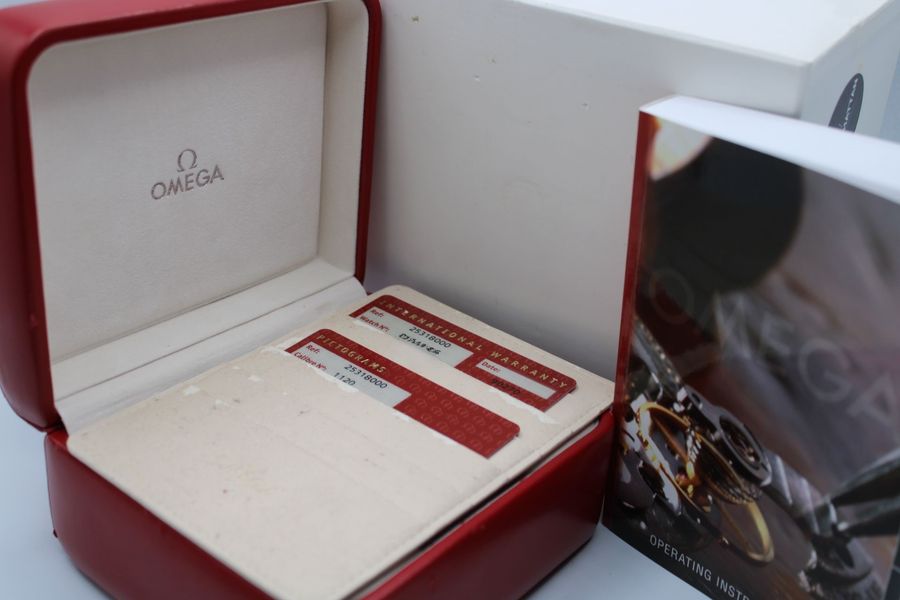 Ω
OMEGA
INTERNATIONAL WARRANTY
Ref: 25318000
Watch N°:
Date:
PICTOGRAMS
Ref: 25318000
Calibre N°: 1120
OMEGA
OPERATING INSTR